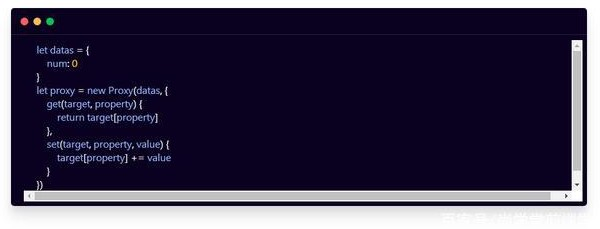 let datas = {
    num: 0
}
let proxy = new Proxy(datas, {
    get(target, property) {
        return target[property]
    },
    set(target, property, value) {
        target[property] += value
    }
})